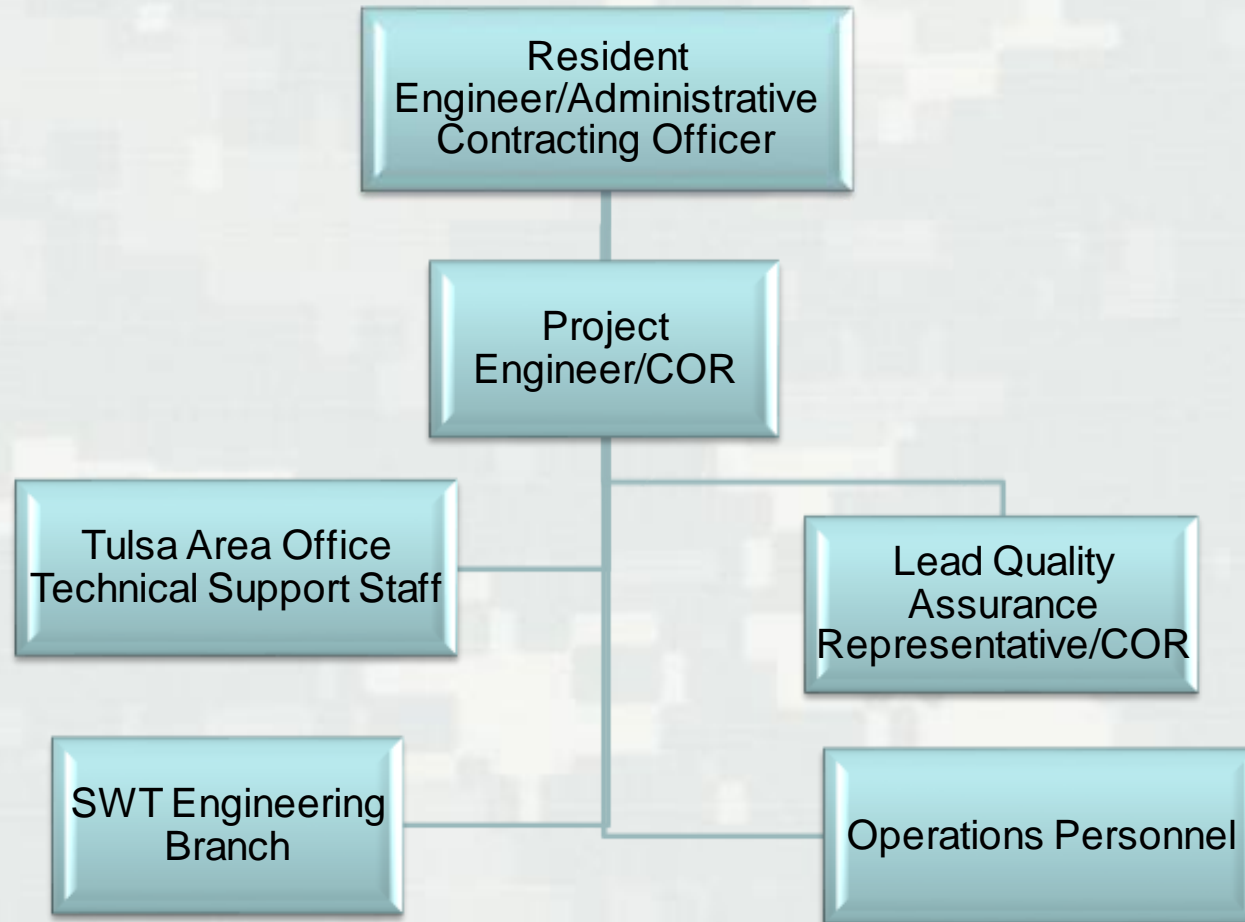 Resident
Engineer/Administrative
Contracting Officer
Project
Engineer/COR
Tulsa Area Office
Technical Support Staff
Lead Quality
Assurance
Representative/COR
SWT Engineering
Branch
Operations Personnel